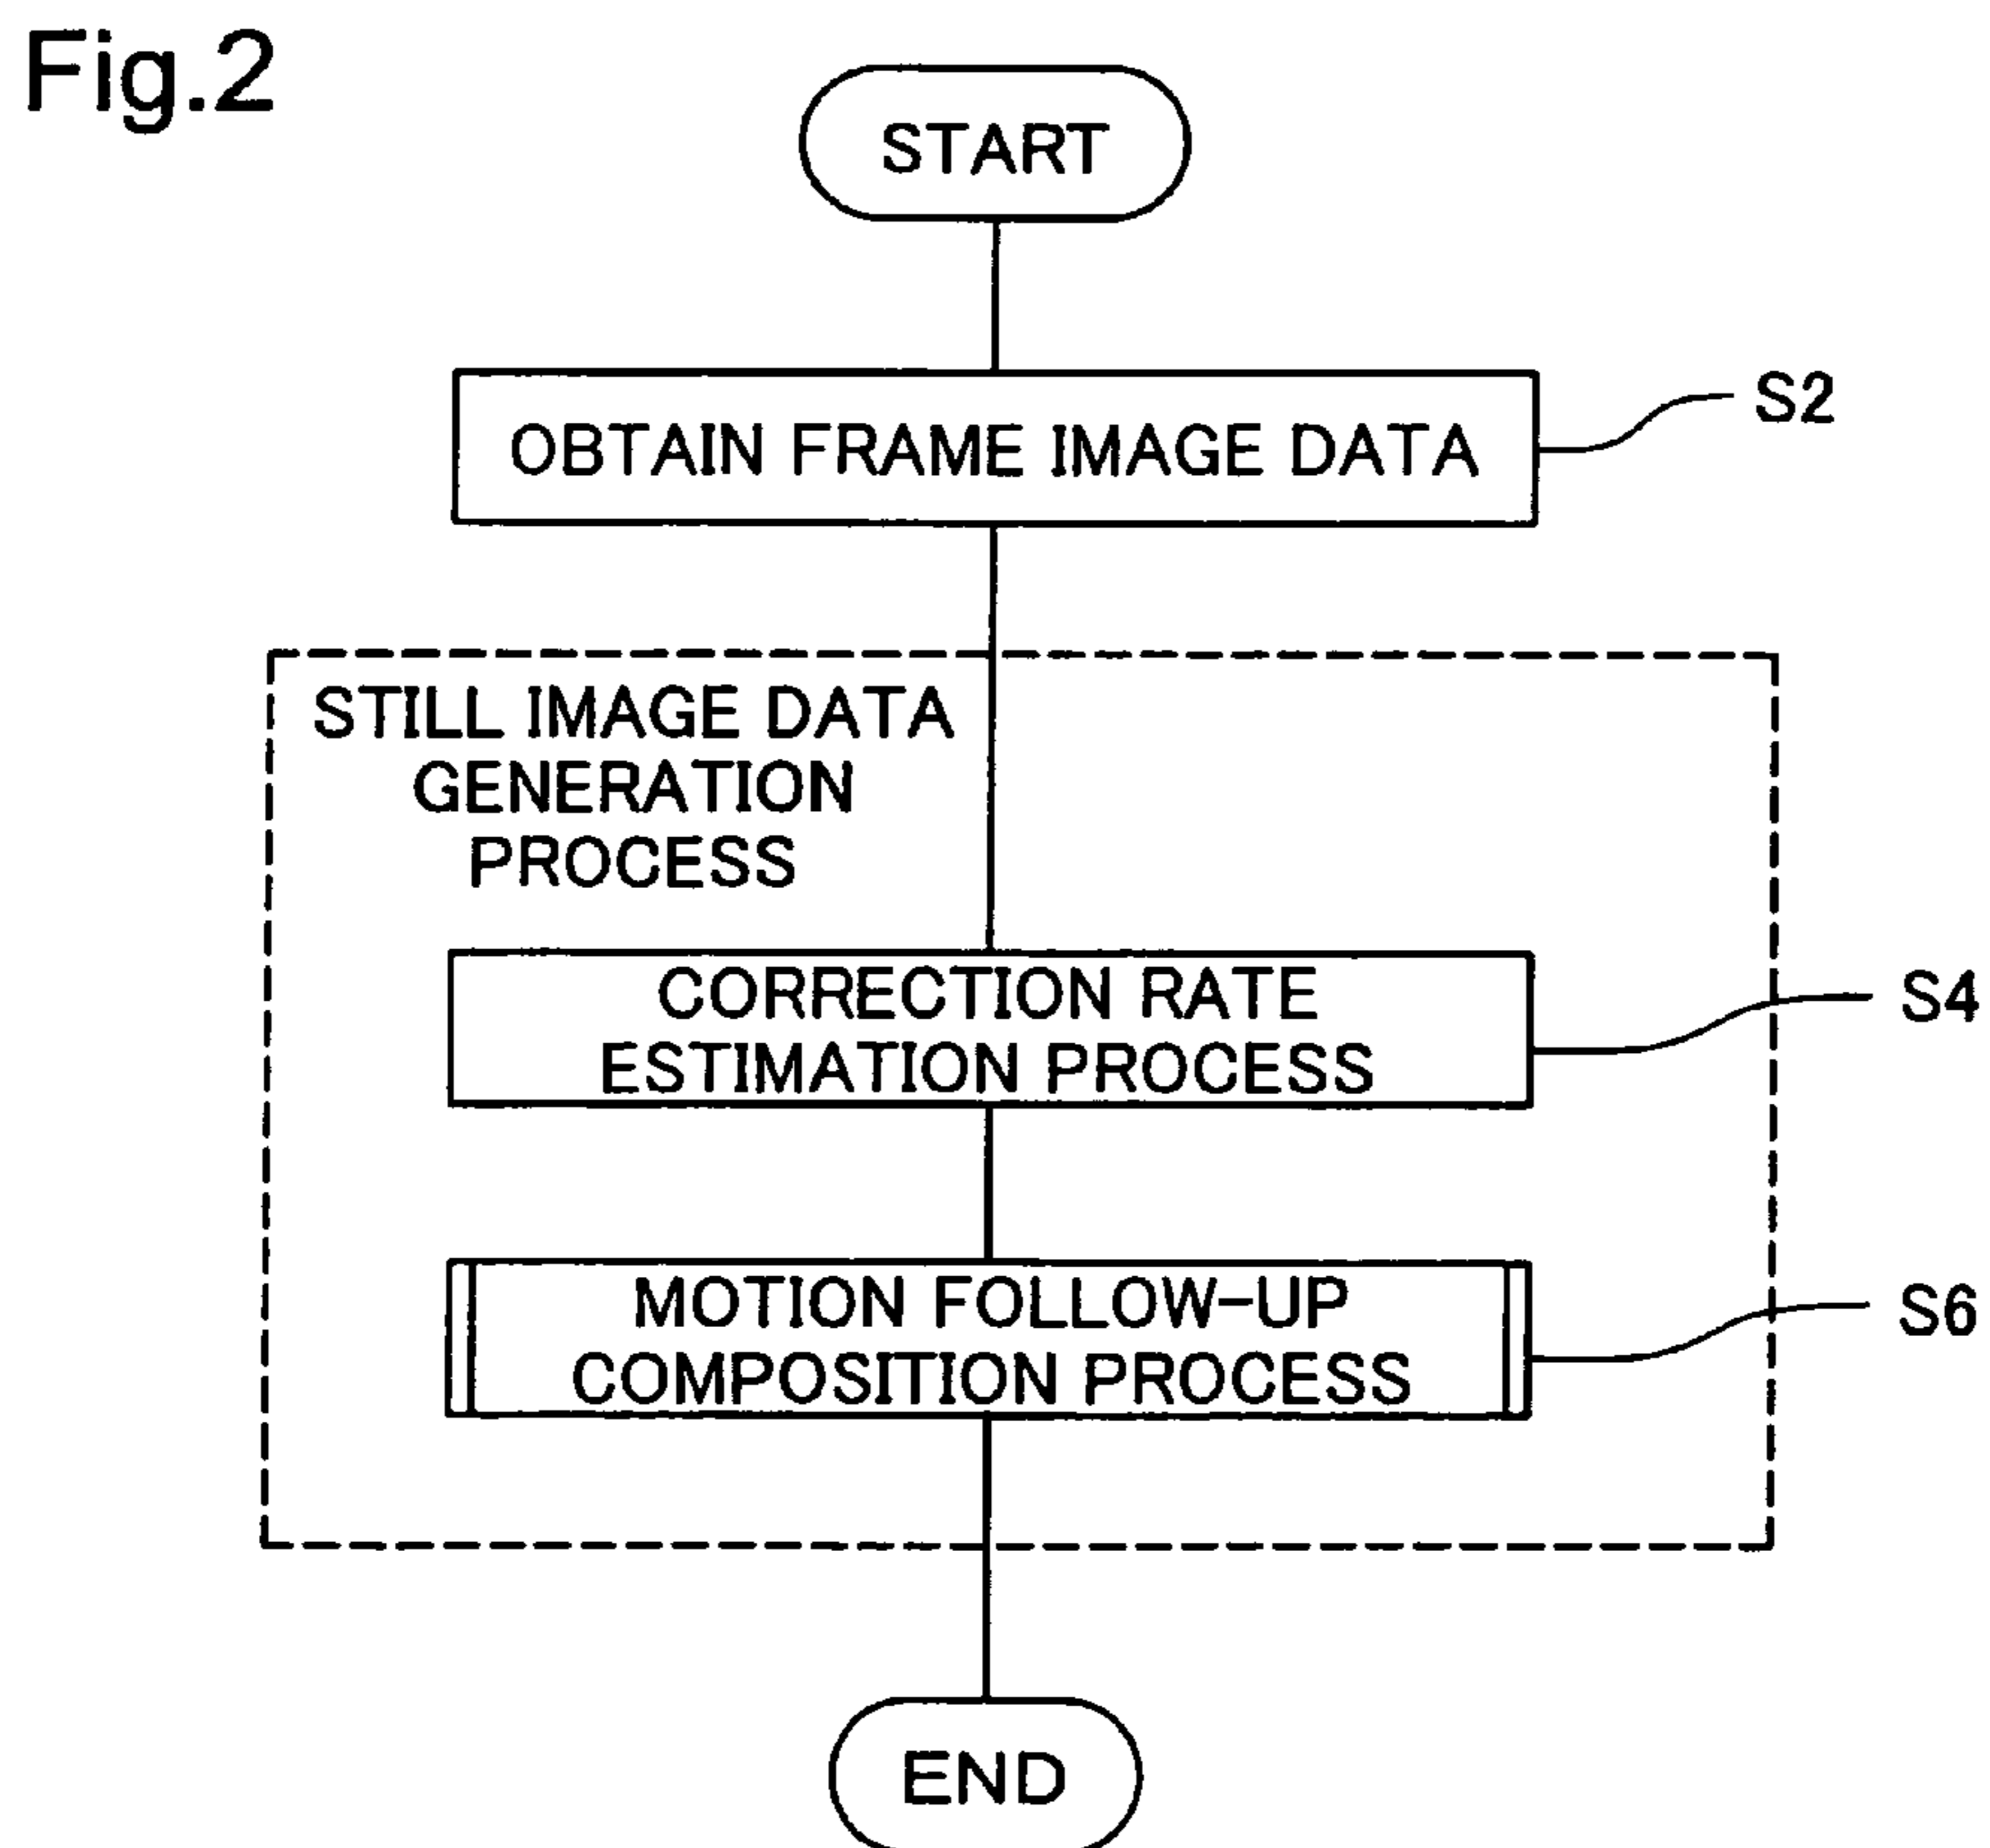 Fig.2
START
OBTAIN FRAME IMAGE DATA
S2
STILL IMAGE DATA
GENERATION
PROCESS
CORRECTION RATE
ESTIMATION PROCESS
S4
MOTION FOLLOW-UP
COMPOSITION PROCESS
S6
END